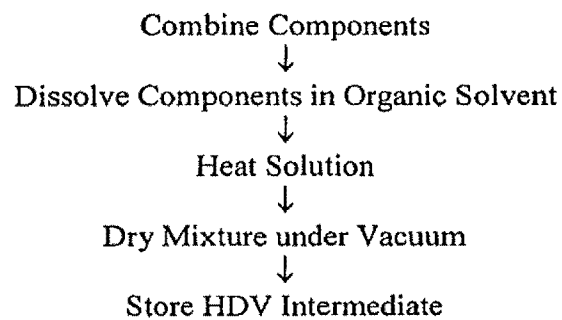 Combine Components
↓
Dissolve Components in Organic Solvent
↓
Heat Solution
↓
Dry Mixture under Vacuum
↓
Store HDV Intermediate